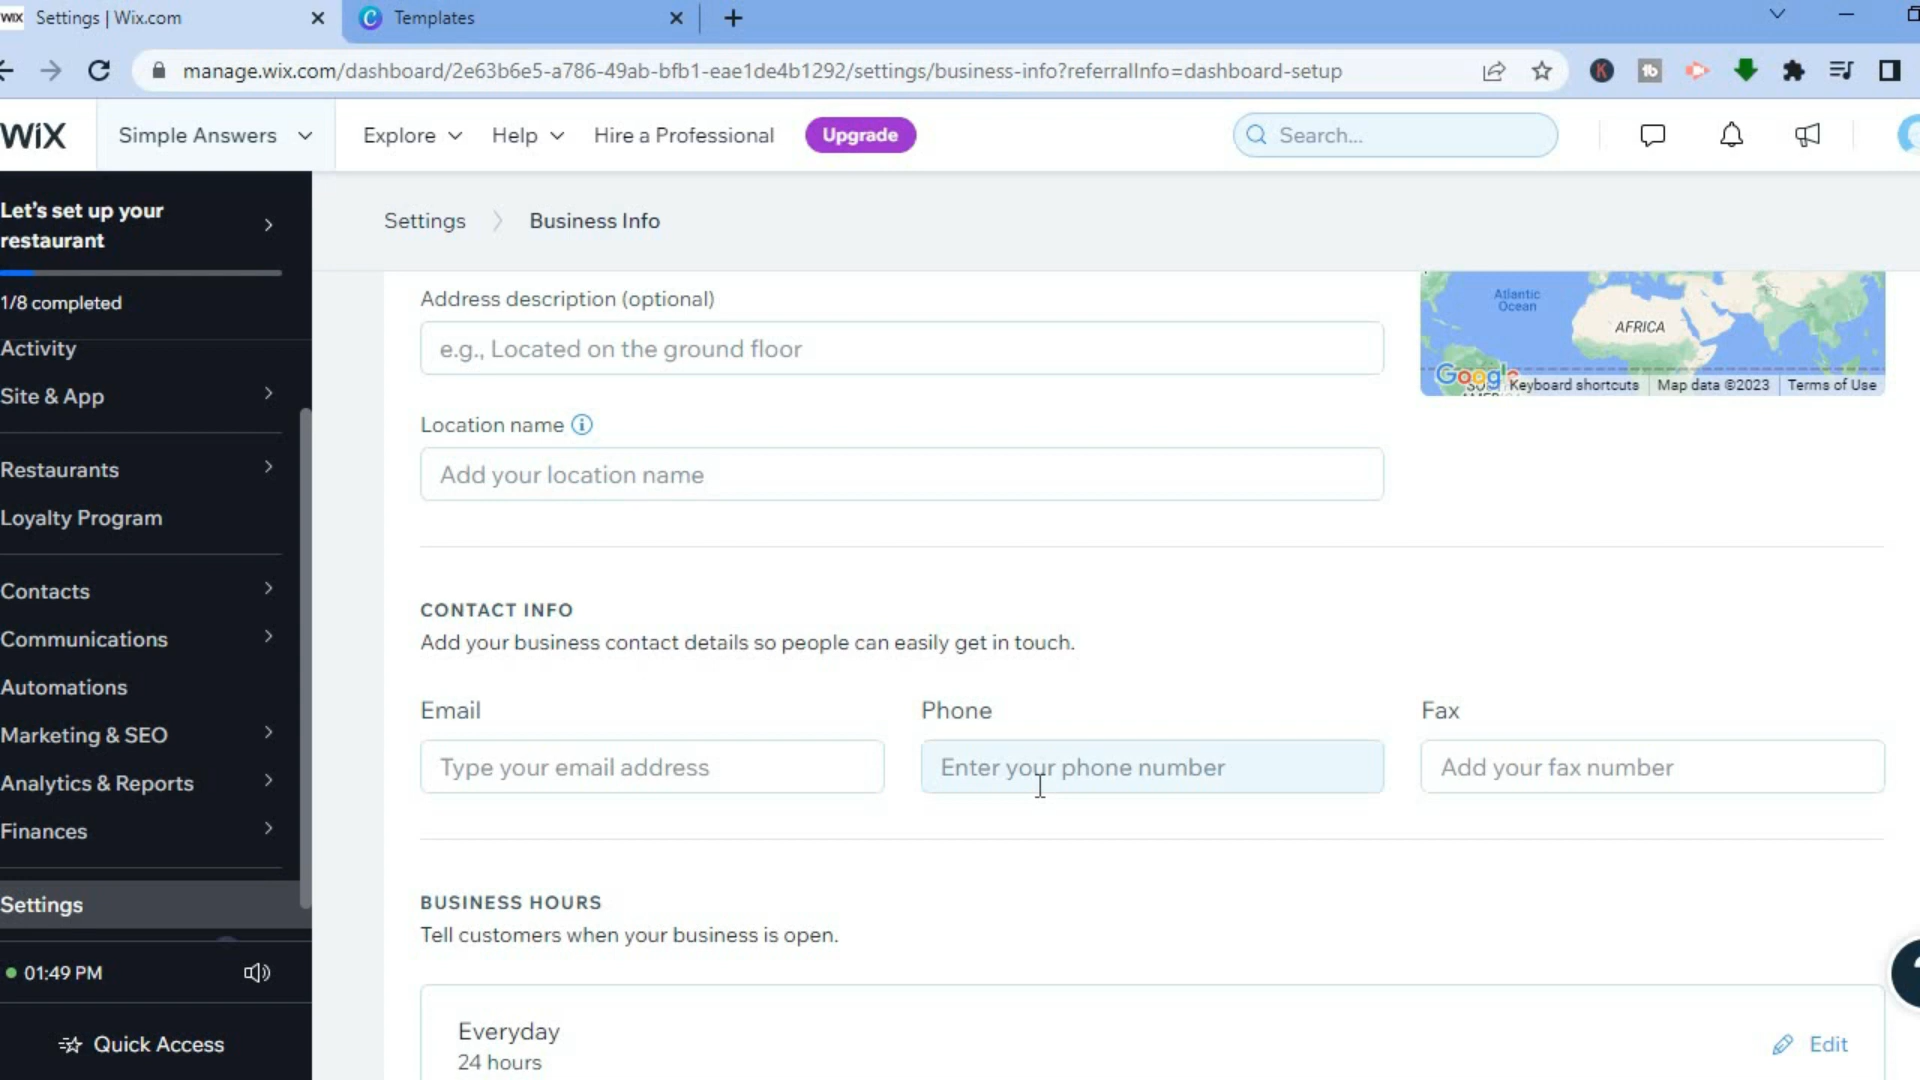 WiX Settings | Wix.com
Templates
manage.wix.com/dashboard/2e63b6e5-a786-49ab-bfb1-eae1de4b1292/settings/business-info?referralInfo=dashboard-setup
WiX
Simple Answers
Explore
Help
Hire a Professional
Upgrade
Search...
Let's set up your
restaurant
1/8 completed
Activity
Site & App
Restaurants
Loyalty Program
Contacts
Communications
Automations
Marketing & SEO
Analytics & Reports
Finances
Settings
01:49 PM
Quick Access
Settings
Business Info
Address description (optional)
e.g., Located on the ground floor
Atlantic
Ocean
AFRICA
Google
Keyboard shortcuts
Map data ©2023
Terms of Use
Location name
Add your location name
CONTACT INFO
Add your business contact details so people can easily get in touch.
Email
Phone
Fax
Type your email address
Enter your phone number
Add your fax number
BUSINESS HOURS
Tell customers when your business is open.
Everyday
24 hours
Edit